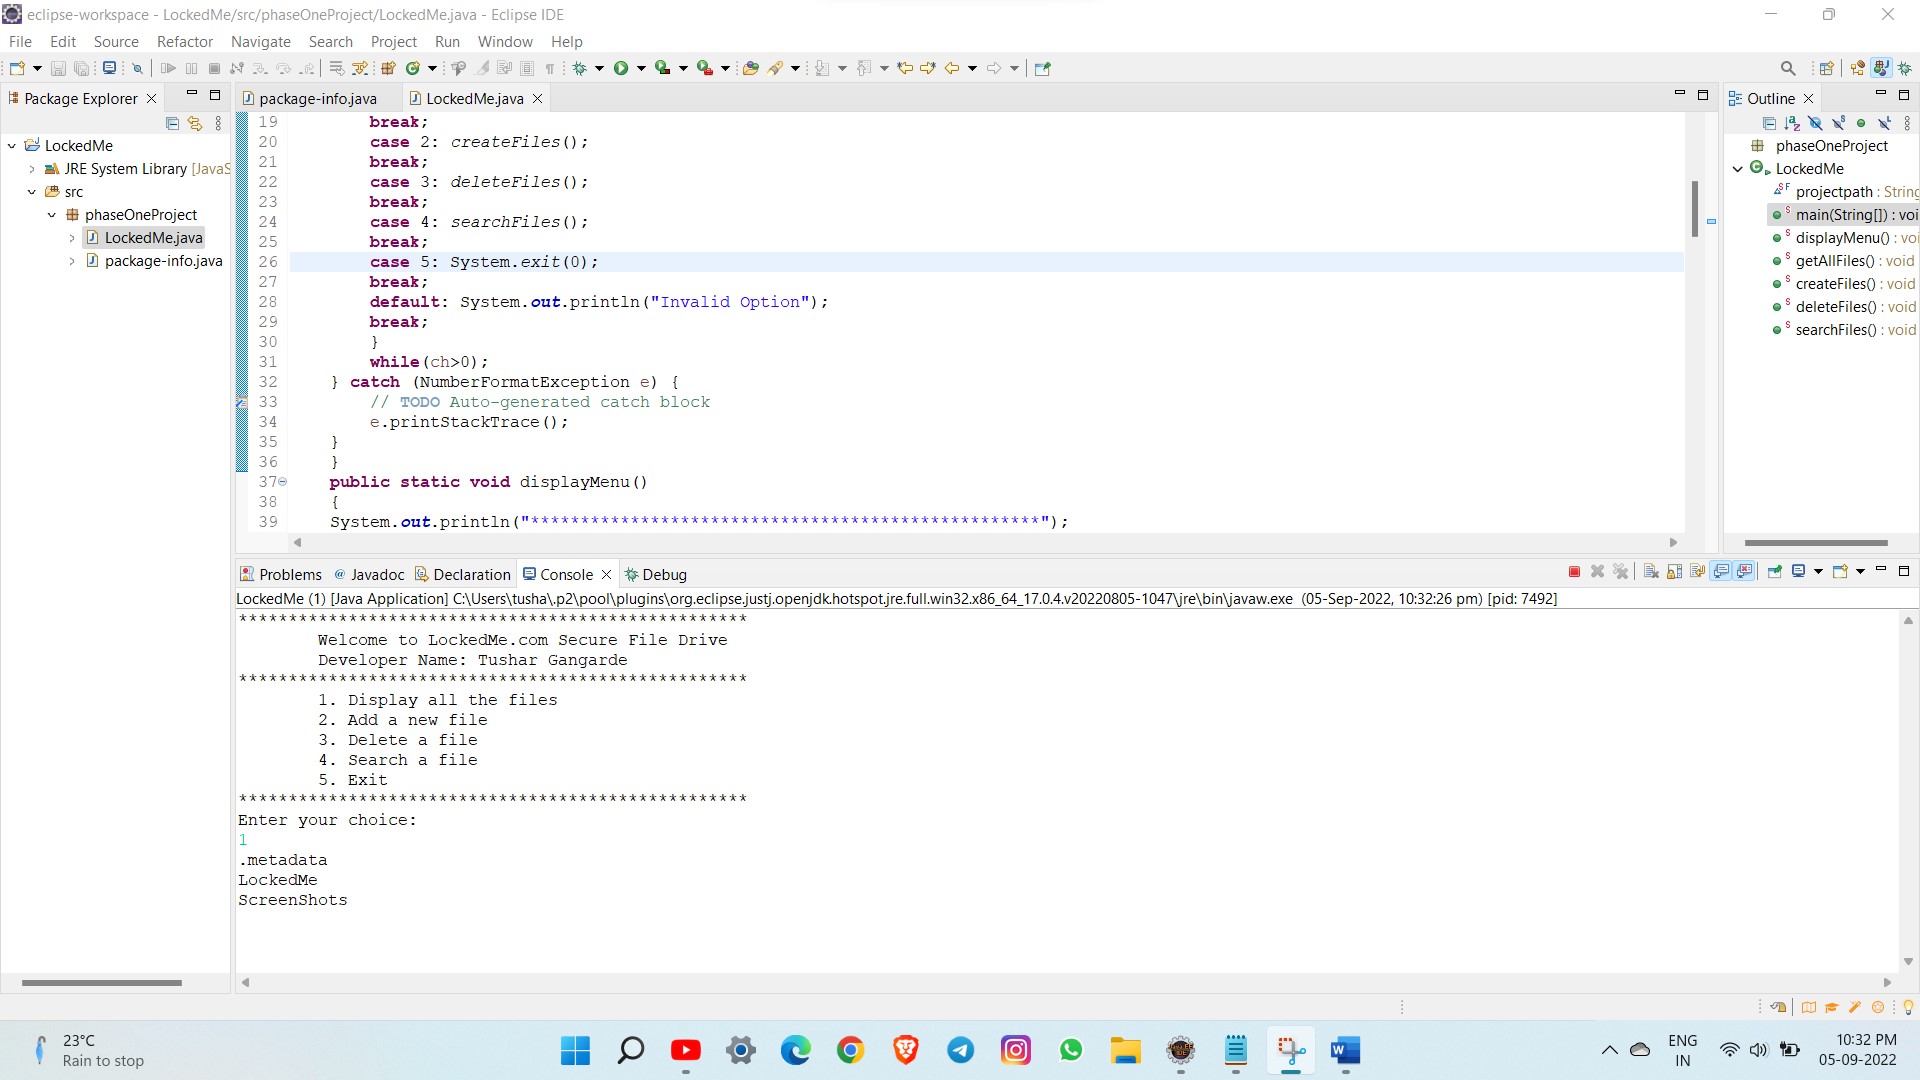 eclipse-workspace - LockedMe/src/phaseOneProject/LockedMe.java - Eclipse IDE
File Edit Source Refactor Navigate Search Project Run Window Help
Package Explorer
LockedMe
JRE System Library [JavaS
src
phaseOneProject
LockedMe.java
package-info.java
package-info.java LockedMe.java
19 break;
20 case 2: createFiles();
21 break;
22 case 3: deleteFiles();
23 break;
24 case 4: searchFiles();
25 break;
26 case 5: System.exit(0);
27 break;
28 default: System.out.println("Invalid Option");
29 break;
30 }
31 while(ch>0);
32 } catch (NumberFormatException e) {
33 // TODO Auto-generated catch block
34 e.printStackTrace();
35 }
36 }
37 public static void displayMenu()
38 {
39 System.out.println("***************************************************");
Outline
phaseOneProject
LockedMe
projectpath : String
main(String[]) : voi
displayMenu() : voi
getAllFiles() : void
createFiles() : void
deleteFiles() : void
searchFiles() : void
Problems @ Javadoc Declaration Console Debug
LockedMe (1) [Java Application] C:\Users\tusha\.p2\pool\plugins\org.eclipse.justj.openjdk.hotspot.jre.full.win32.x86_64_17.0.4.v20220805-1047\jre\bin\javaw.exe (05-Sep-2022, 10:32:26 pm) [pid: 7492]
***************************************************
Welcome to LockedMe.com Secure File Drive
Developer Name: Tushar Gangarde
***************************************************
1. Display all the files
2. Add a new file
3. Delete a file
4. Search a file
5. Exit
***************************************************
Enter your choice:
1
.metadata
LockedMe
ScreenShots
23°C
Rain to stop
ENG
IN
10:32 PM
05-09-2022